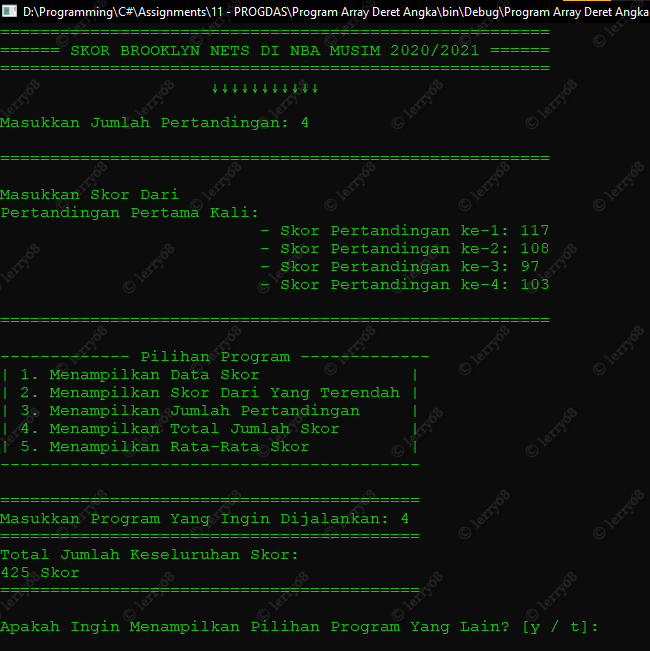 D:\Programming\C#\Assignments\11 - PROGDAS\Program Array Deret Angka\bin\Debug\Program Array Deret Angka
=======================================================
====== SKOR BROOKLYN NETS DI NBA MUSIM 2020/2021 ======
=======================================================
↓↓↓↓↓↓↓↓↓↓↓
Masukkan Jumlah Pertandingan: 4
=======================================================
Masukkan Skor Dari
Pertandingan Pertama Kali:
- Skor Pertandingan ke-1: 117
- Skor Pertandingan ke-2: 108
- Skor Pertandingan ke-3: 97
- Skor Pertandingan ke-4: 103
=======================================================
------------- Pilihan Program -------------
| 1. Menampilkan Data Skor |
| 2. Menampilkan Skor Dari Yang Terendah |
| 3. Menampilkan Jumlah Pertandingan |
| 4. Menampilkan Total Jumlah Skor |
| 5. Menampilkan Rata-Rata Skor |
------------------------------------------
==========================================
Masukkan Program Yang Ingin Dijalankan: 4
==========================================
Total Jumlah Keseluruhan Skor:
425 Skor
==========================================
Apakah Ingin Menampilkan Pilihan Program Yang Lain? [y / t]:
© lerry08